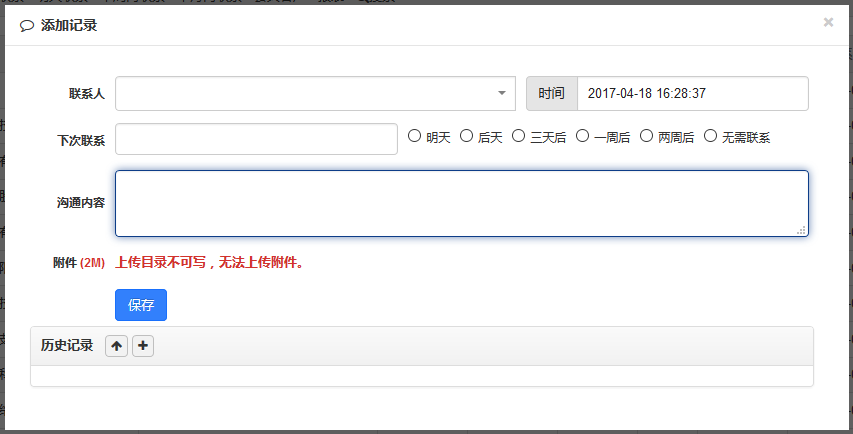 添加记录 ×
联系人 时间 2017-04-18 16:28:37
下次联系 明天 后天 三天后 一周后 两周后 无需联系
沟通内容
附件 (2M) 上传目录不可写，无法上传附件。
保存
历史记录